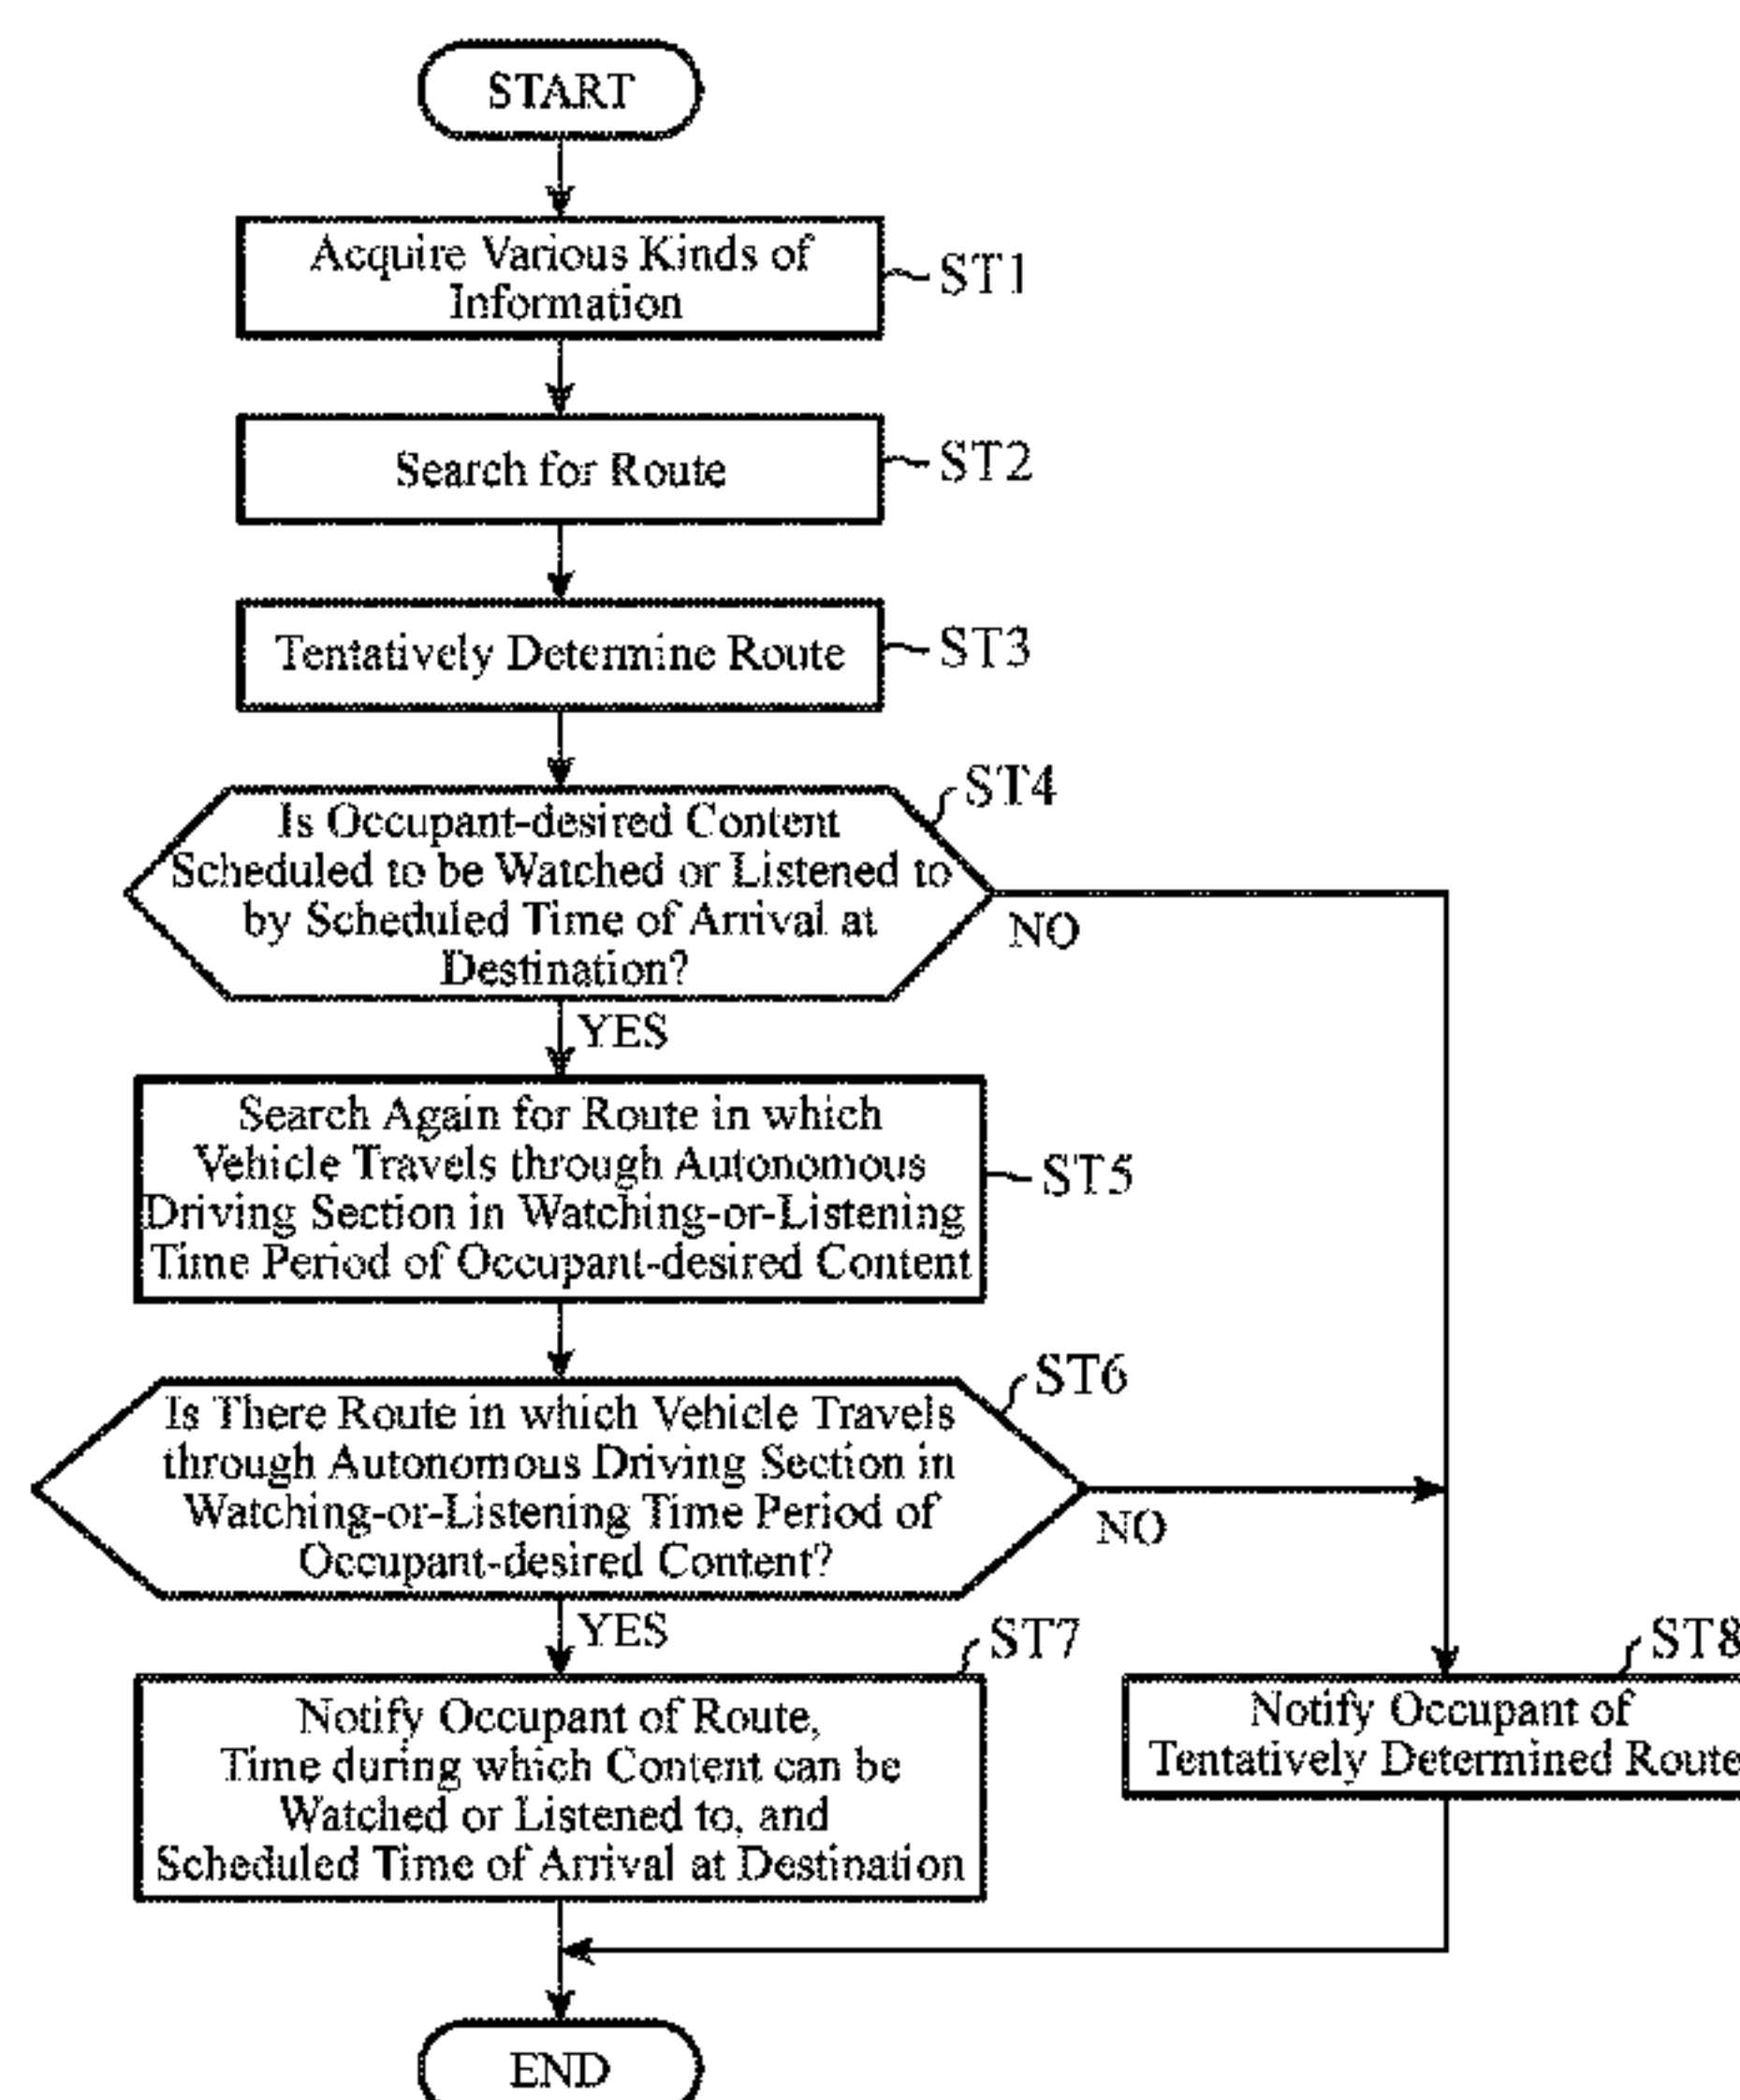 START
Acquire Various Kinds of
Information
ST1
Search for Route
ST2
Tentatively Determine Route
ST3
ST4
Is Occupant-desired Content
Scheduled to be Watched or Listened to
by Scheduled Time of Arrival at
Destination?
NO
YES
Search Again for Route in which
Vehicle Travels through Autonomous
Driving Section in Watching-or-Listening
Time Period of Occupant-desired Content
ST5
ST6
Is There Route in which Vehicle Travels
through Autonomous Driving Section in
Watching-or-Listening Time Period of
Occupant-desired Content?
NO
YES
ST7
Notify Occupant of Route,
Time during which Content can be
Watched or Listened to, and
Scheduled Time of Arrival at Destination
ST8
Notify Occupant of
Tentatively Determined Route
END